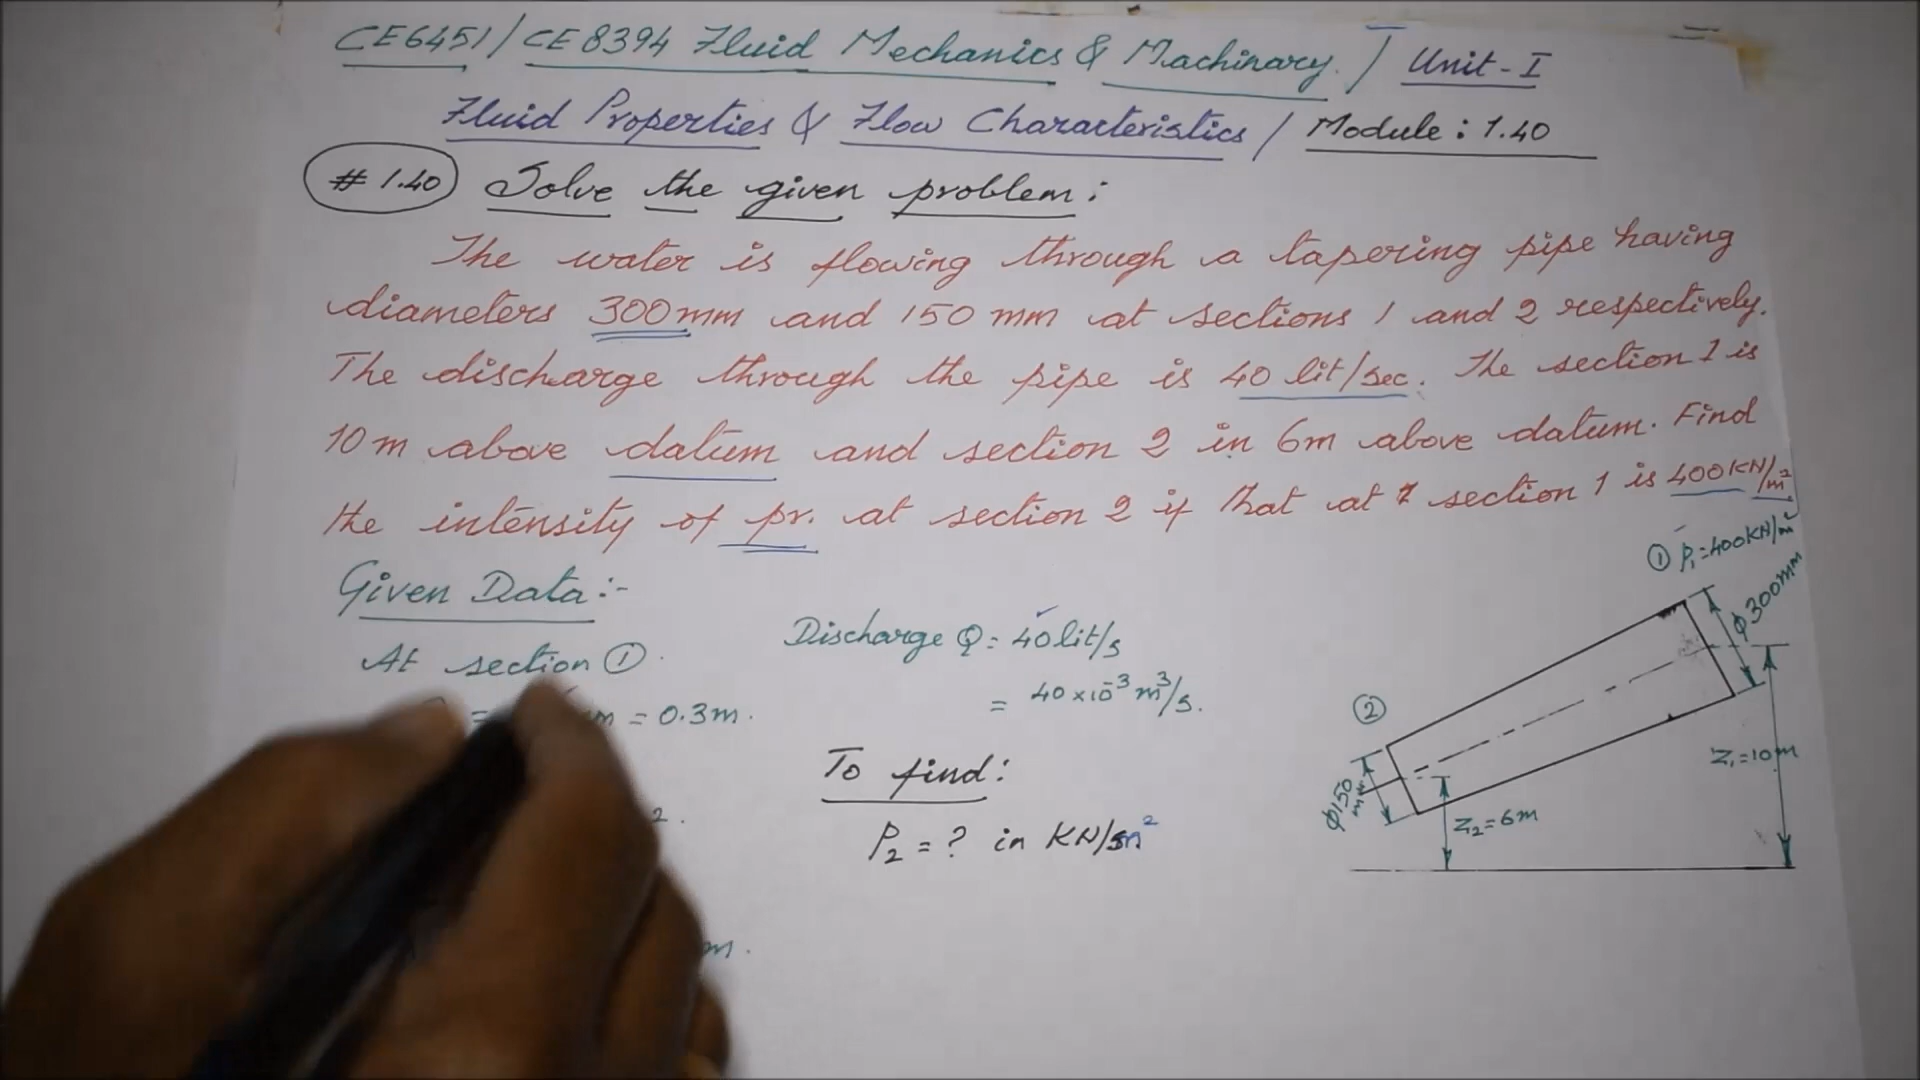 CE6451/CE8394 Fluid Mechanics & Machinary. / Unit-I
Fluid Properties & Flow Characteristics / Module: 1.40
#1.40 Solve the given problem:
The water is flowing through a tapering pipe having
diameters 300mm and 150 mm at sections 1 and 2 respectively.
The discharge through the pipe is 40 lit/sec. The section 1 is
10m above datum and section 2 in 6m above datum. Find
the intensity of pr. at section 2 if that at section 1 is 400KN/m²
Given Data:-
At section ①
= 0.3m.
2.
m.
Discharge Q = 40lit/s
= 40 x 10⁻³ m³/s.
To find:
P₂ = ? in KN/m²
① P₁=400KN/m²
ϕ300mm
②
ϕ150mm
Z₁=10m
Z₂=6m